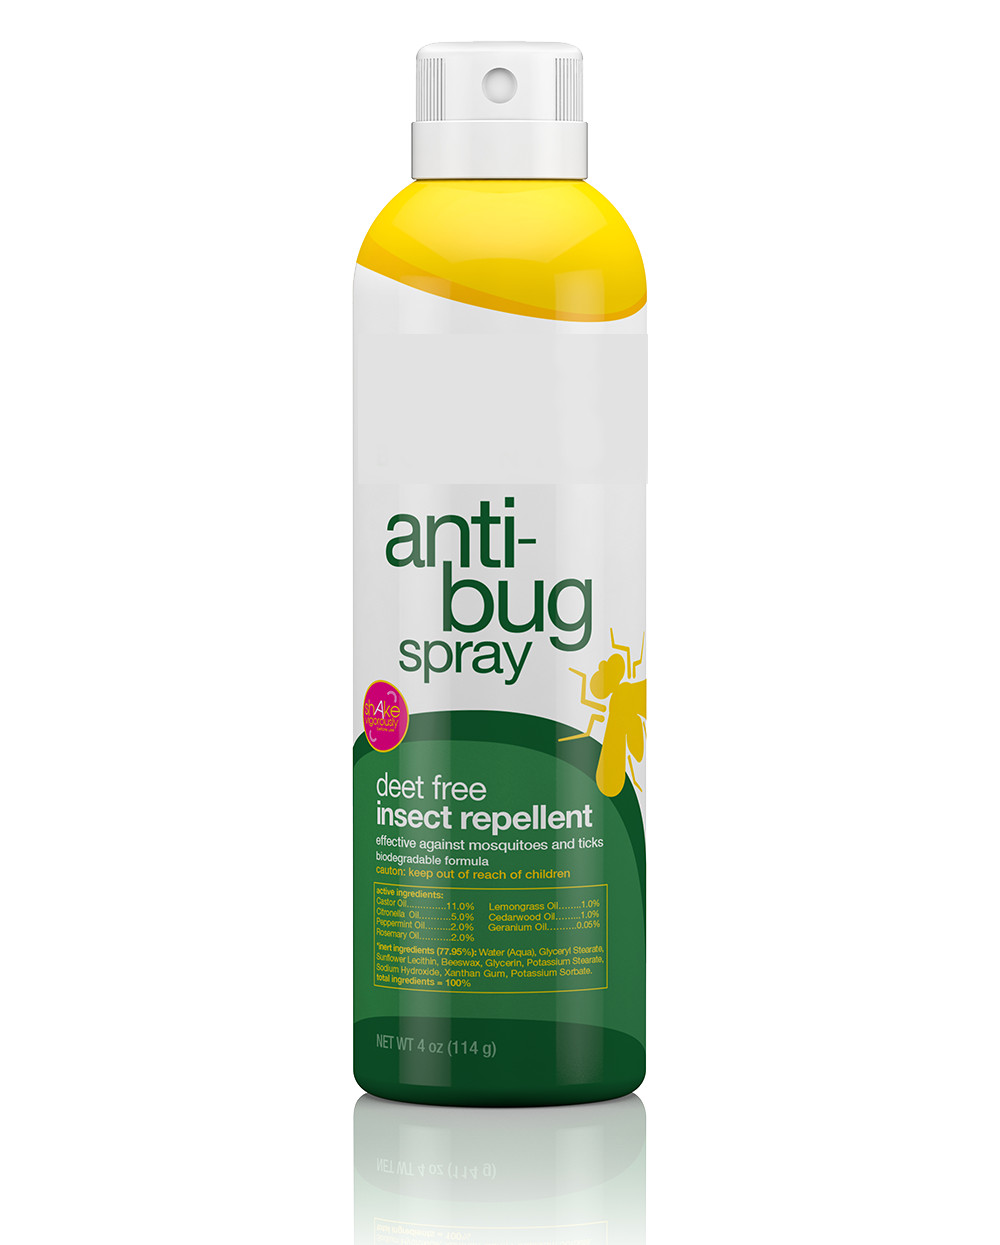 anti-
bug
spray
shAke
vigorously
before use
deet free
insect repellent
effective against mosquitoes and ticks
biodegradable formula
cauton: keep out of reach of children
active ingredients:
Castor Oil..............11.0%
Citronella Oil...........5.0%
Peppermint Oil.........2.0%
Rosemary Oil...........2.0%
Lemongrass Oil........1.0%
Cedarwood Oil.........1.0%
Geranium Oil..........0.05%
*inert ingredients (77.95%): Water (Aqua), Glyceryl Stearate,
Sunflower Lecithin, Beeswax, Glycerin, Potassium Stearate,
Sodium Hydroxide, Xanthan Gum, Potassium Sorbate.
total ingredients = 100%
NET WT 4 oz (114 g)